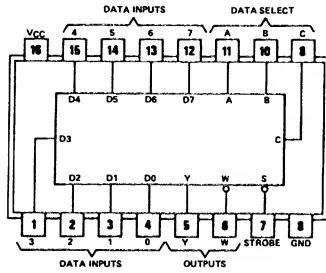 DATA INPUTS DATA SELECT
VCC 4 5 6 7 A B C
16 15 14 13 12 11 10 9
D4 D5 D6 D7 A B
D3 C
D2 D1 D0 Y W S
1 2 3 4 5 6 7 8
3 2 1 0 Y W STROBE GND
DATA INPUTS OUTPUTS